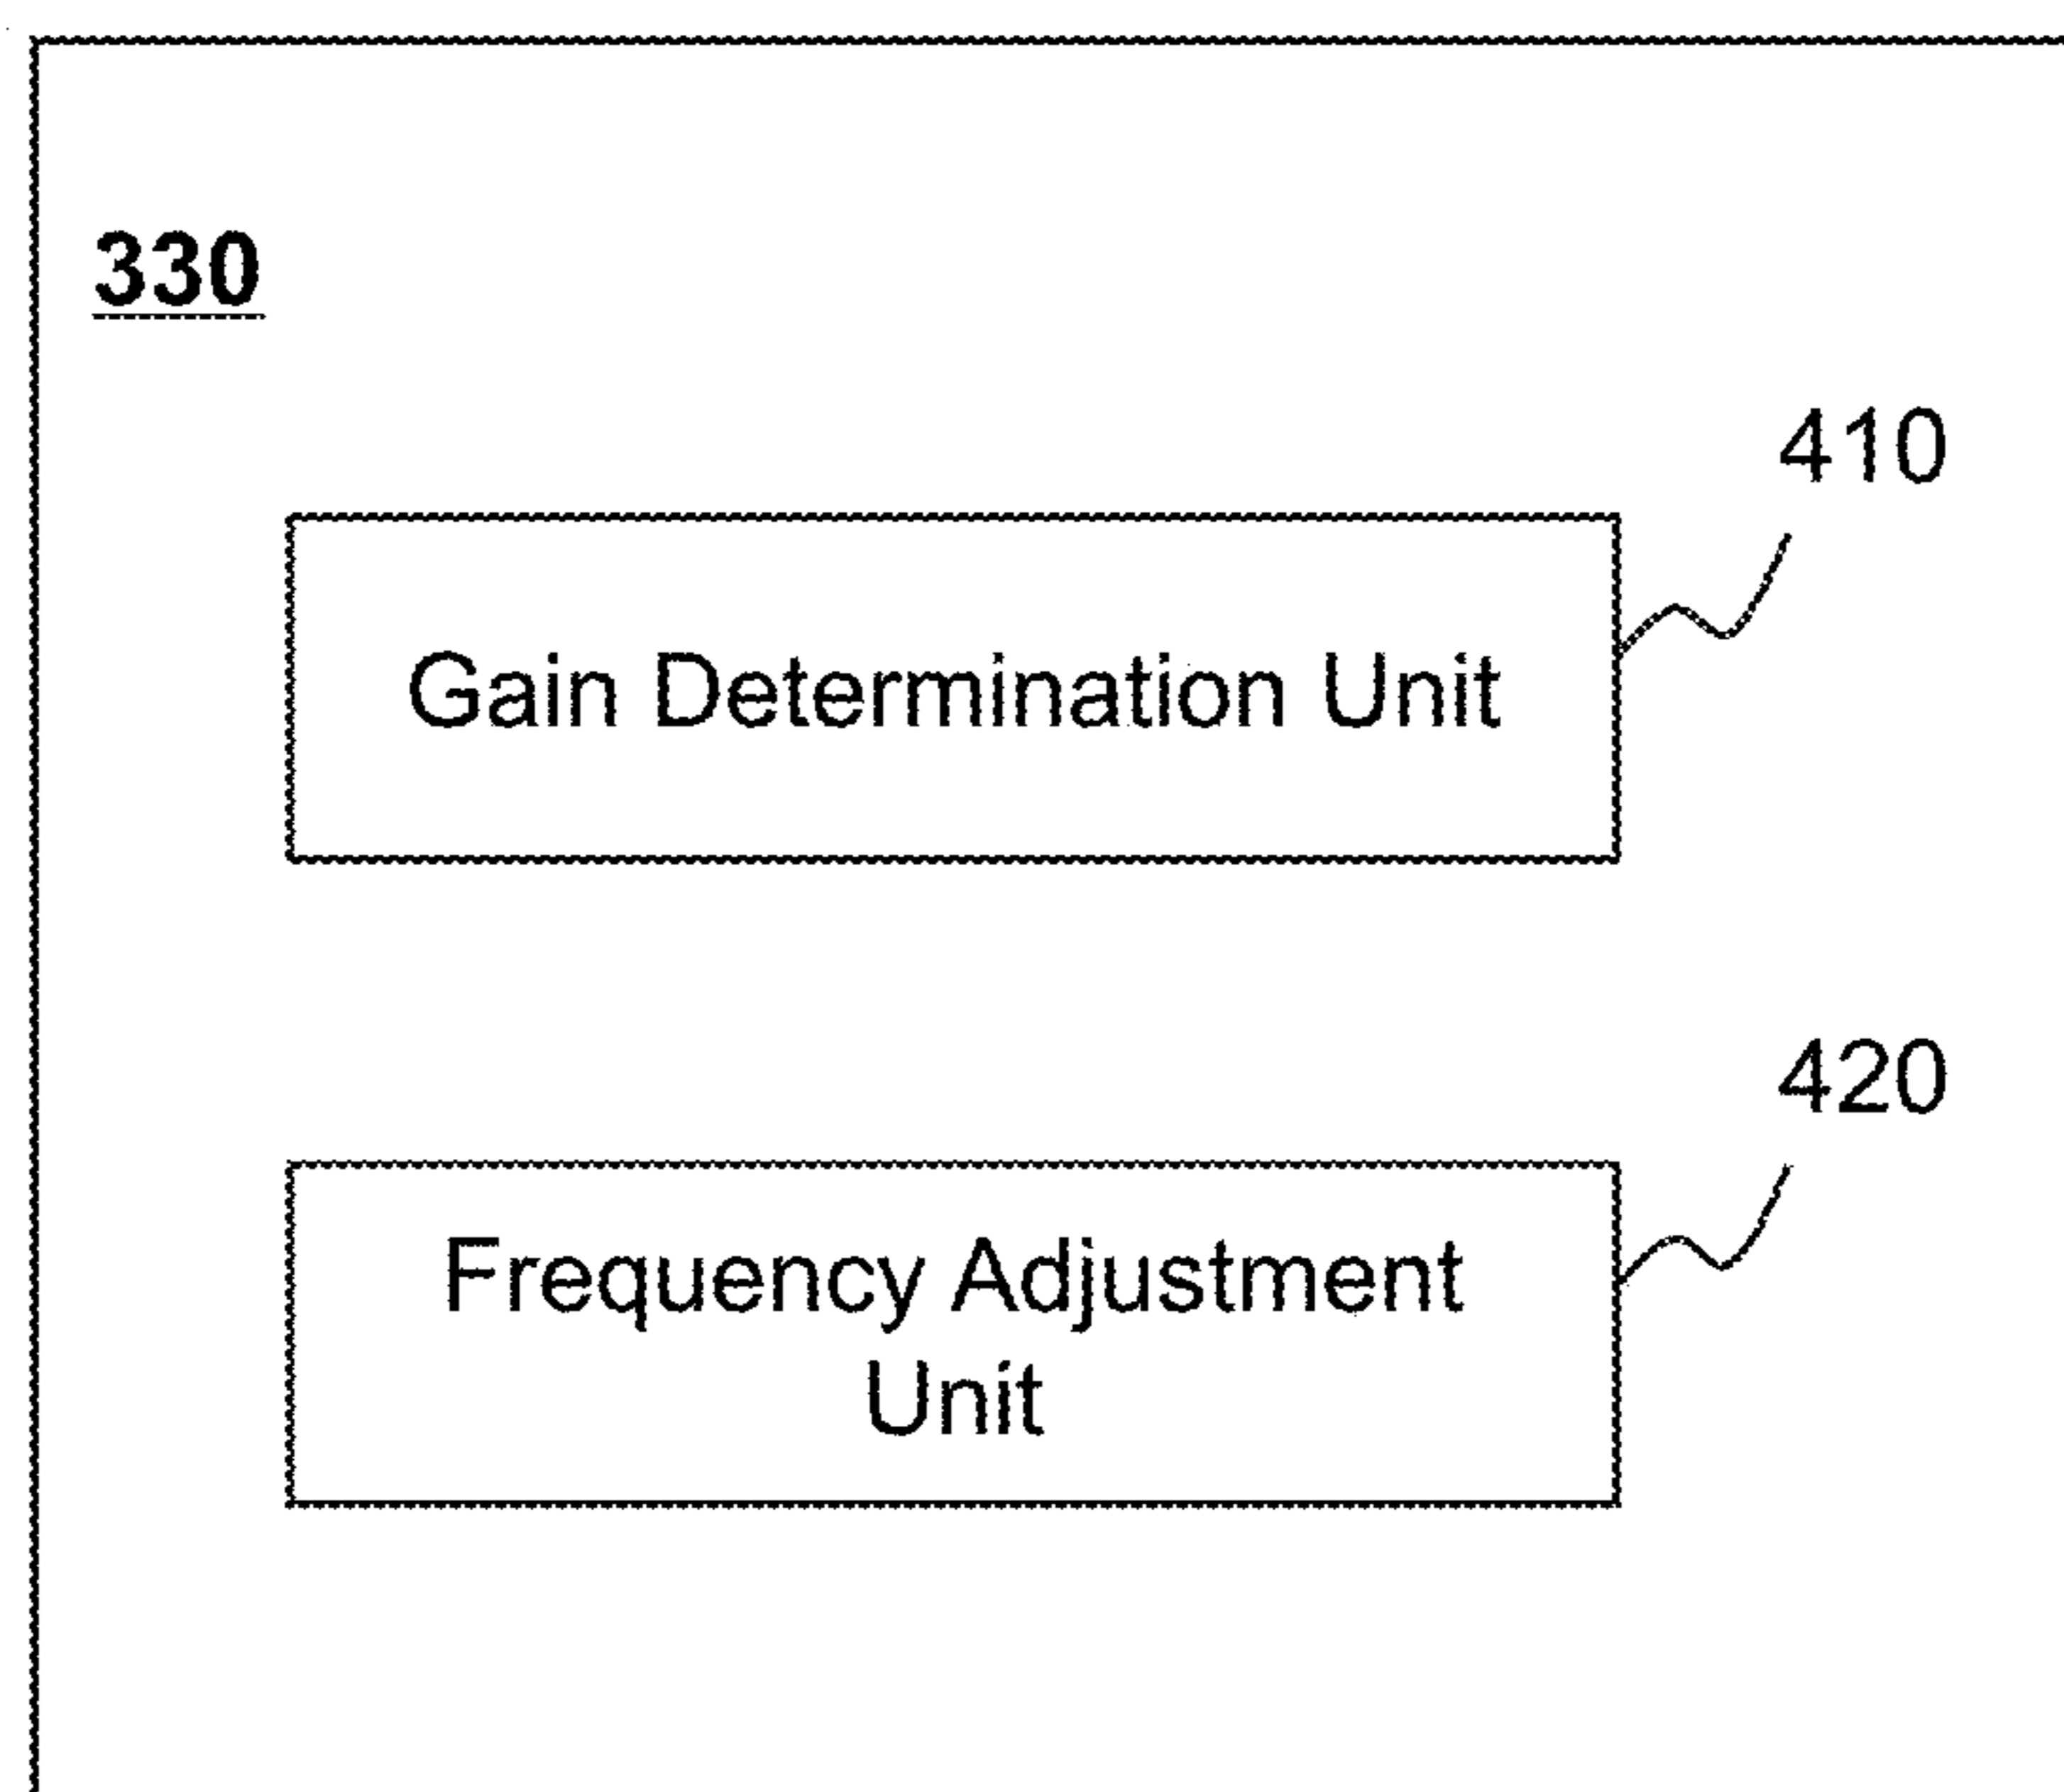 330
410
Gain Determination Unit
420
Frequency Adjustment
Unit